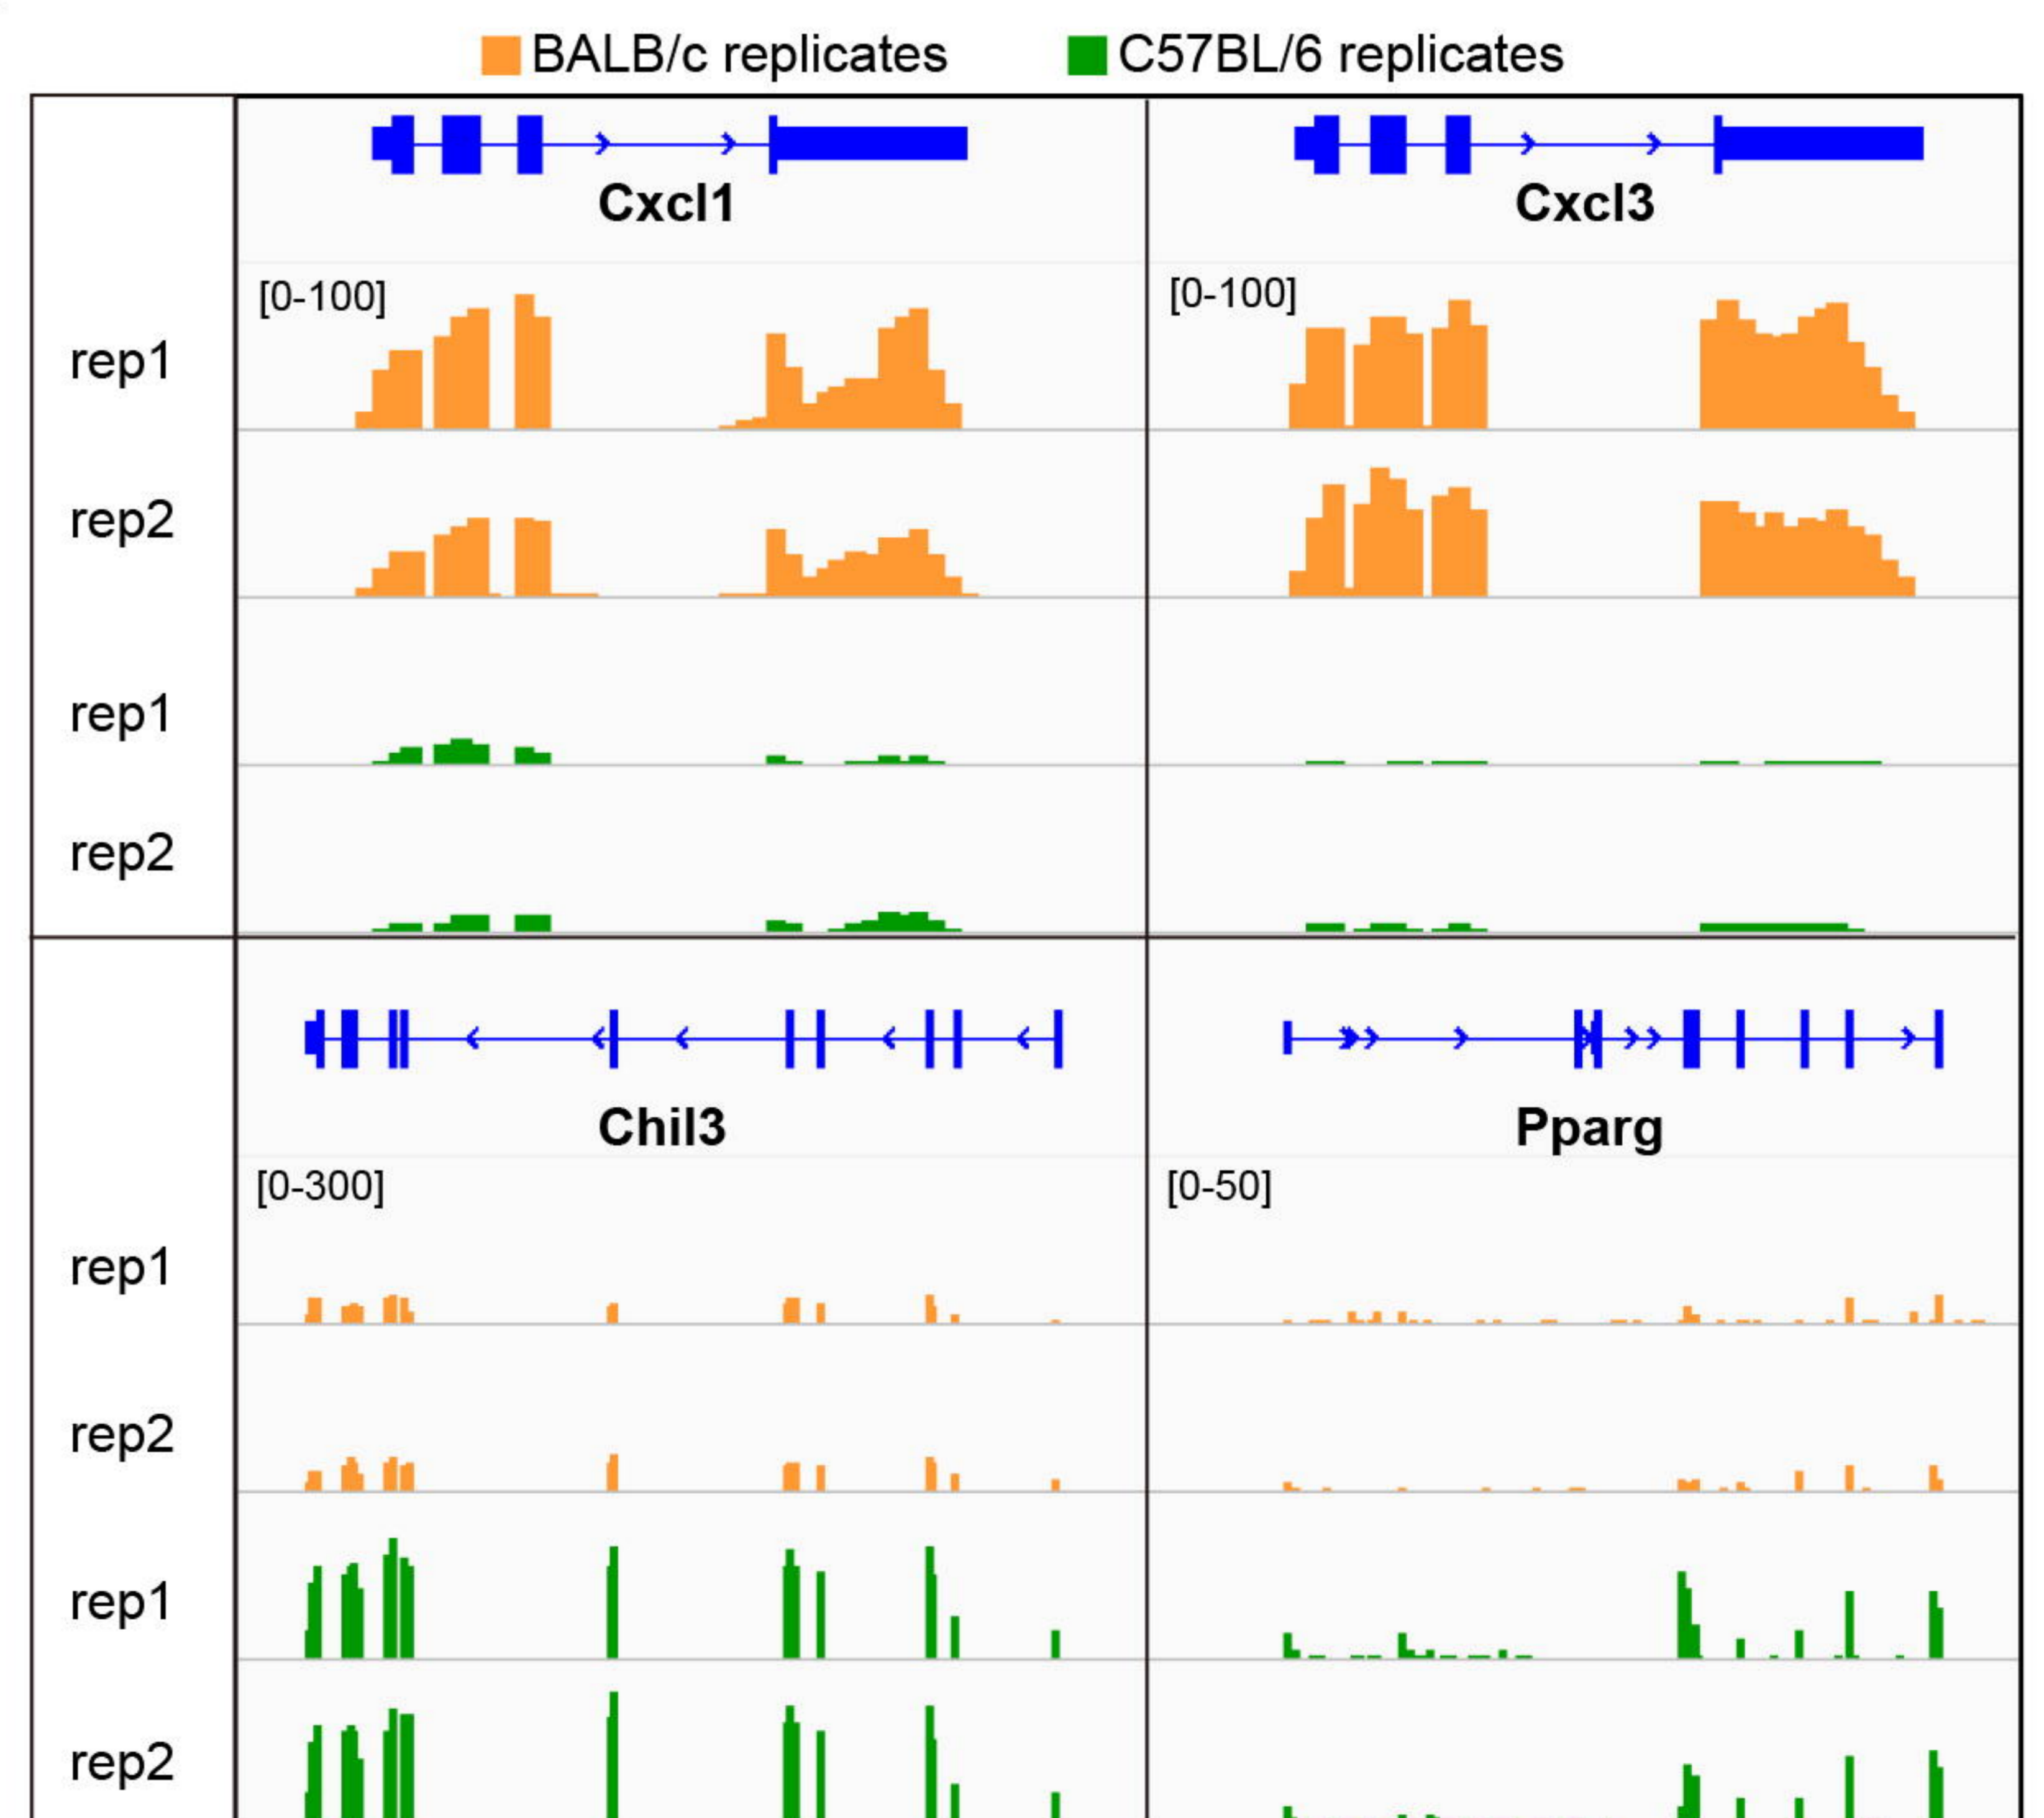 BALB/c replicates C57BL/6 replicates
Cxcl1 Cxcl3
[0-100] [0-100]
rep1
rep2
rep1
rep2
Chil3 Pparg
[0-300] [0-50]
rep1
rep2
rep1
rep2